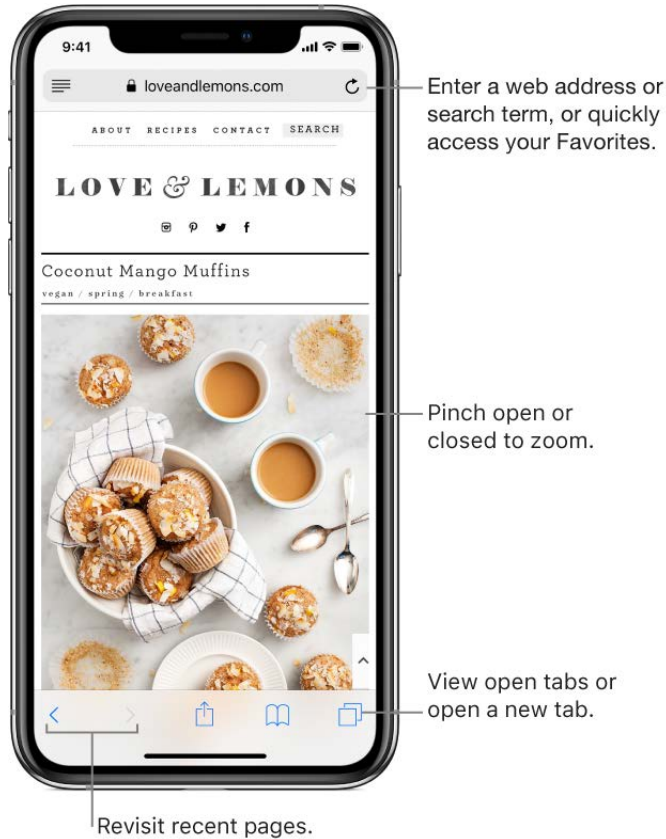 9:41
loveandlemons.com
ABOUT RECIPES CONTACT SEARCH
LOVE & LEMONS
Coconut Mango Muffins
vegan / spring / breakfast
Enter a web address or
search term, or quickly
access your Favorites.
Pinch open or
closed to zoom.
View open tabs or
open a new tab.
Revisit recent pages.